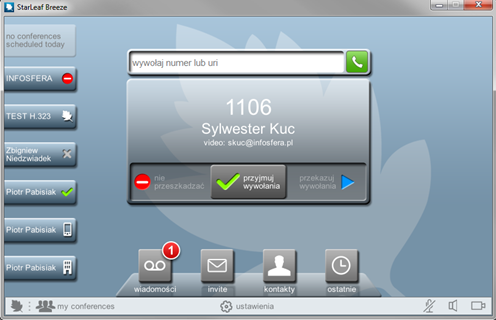 StarLeaf Breeze
no conferences
scheduled today
INFOSFERA
TEST H.323
Zbigniew
Niedzwiadek
Piotr Pabisiak
Piotr Pabisiak
Piotr Pabisiak
wywołaj numer lub uri
1106
Sylwester Kuc
video: skuc@infosfera.pl
nie
przeszkadzać
przyjmuj
wywołania
przekazuj
wywołania
1
wiadomości
invite
kontakty
ostatnie
my conferences
ustawienia